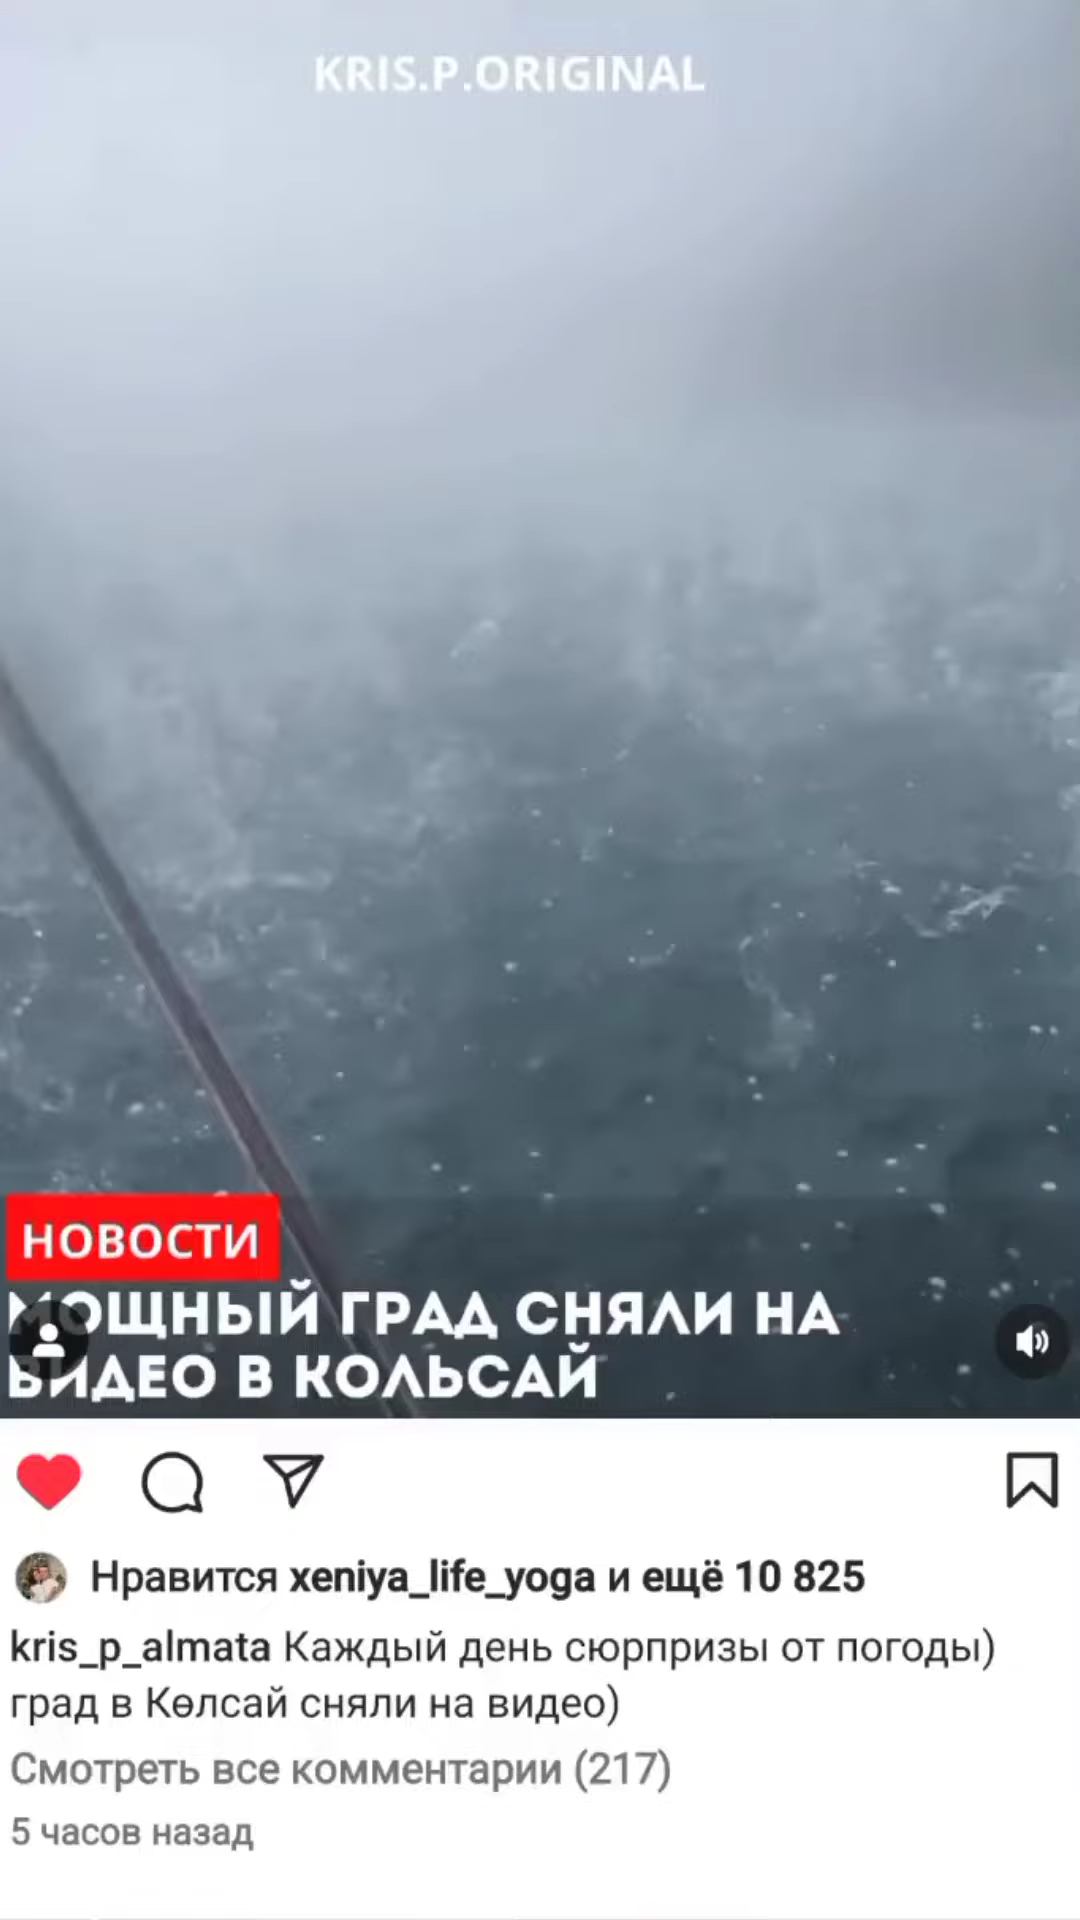 KRIS.P.ORIGINAL
НОВОСТИ
МОЩНЫЙ ГРАД СНЯЛИ НА
ВИДЕО В КОЛЬСАЙ
Нравится xeniya_life_yoga и ещё 10 825
kris_p_almata Каждый день сюрпризы от погоды)
град в Көлсай сняли на видео)
Смотреть все комментарии (217)
5 часов назад